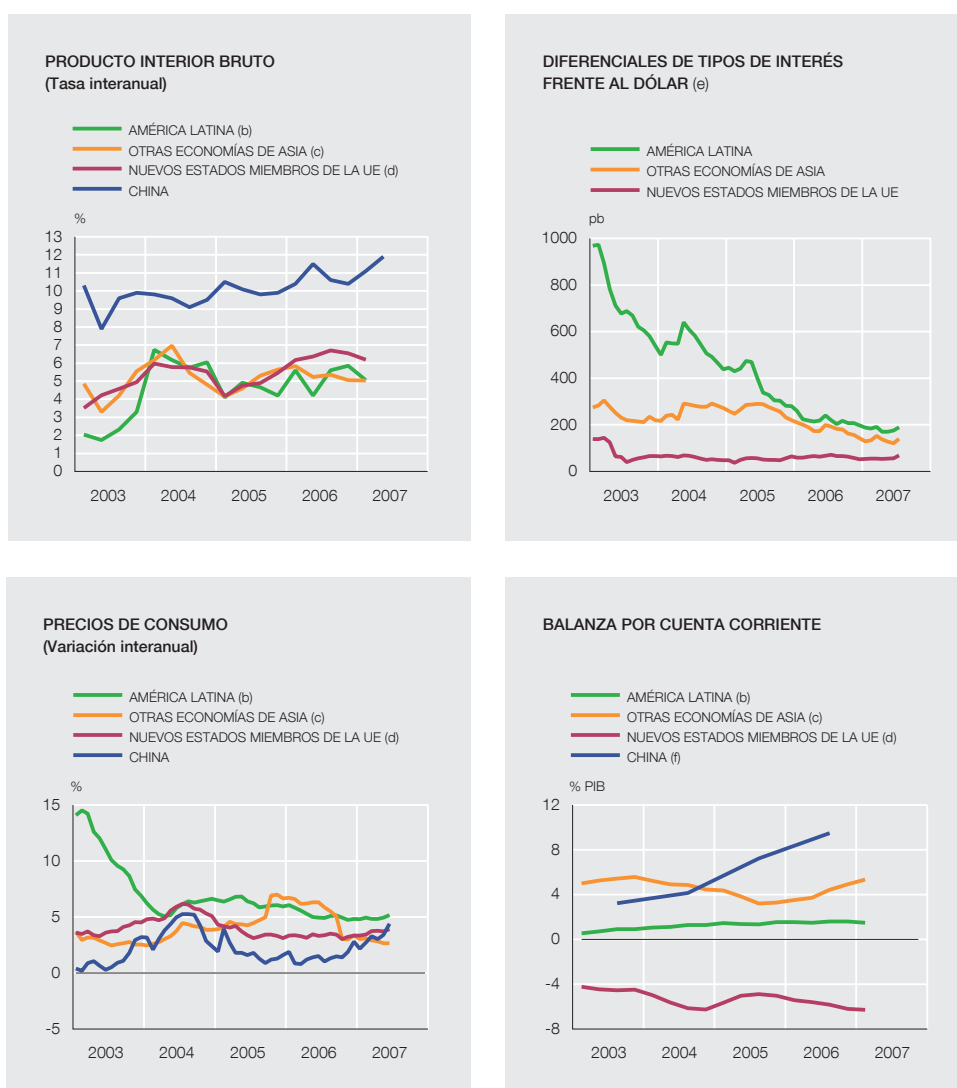 PRODUCTO INTERIOR BRUTO
(Tasa interanual)
AMÉRICA LATINA (b)
OTRAS ECONOMÍAS DE ASIA (c)
NUEVOS ESTADOS MIEMBROS DE LA UE (d)
CHINA
%
13
12
11
10
9
8
7
6
5
4
3
2
1
0
2003 2004 2005 2006 2007
DIFERENCIALES DE TIPOS DE INTERÉS
FRENTE AL DÓLAR (e)
AMÉRICA LATINA
OTRAS ECONOMÍAS DE ASIA
NUEVOS ESTADOS MIEMBROS DE LA UE
pb
1000
800
600
400
200
0
2003 2004 2005 2006 2007
PRECIOS DE CONSUMO
(Variación interanual)
AMÉRICA LATINA (b)
OTRAS ECONOMÍAS DE ASIA (c)
NUEVOS ESTADOS MIEMBROS DE LA UE (d)
CHINA
%
15
10
5
0
-5
2003 2004 2005 2006 2007
BALANZA POR CUENTA CORRIENTE
AMÉRICA LATINA (b)
OTRAS ECONOMÍAS DE ASIA (c)
NUEVOS ESTADOS MIEMBROS DE LA UE (d)
CHINA (f)
% PIB
12
8
4
0
-4
-8
2003 2004 2005 2006 2007